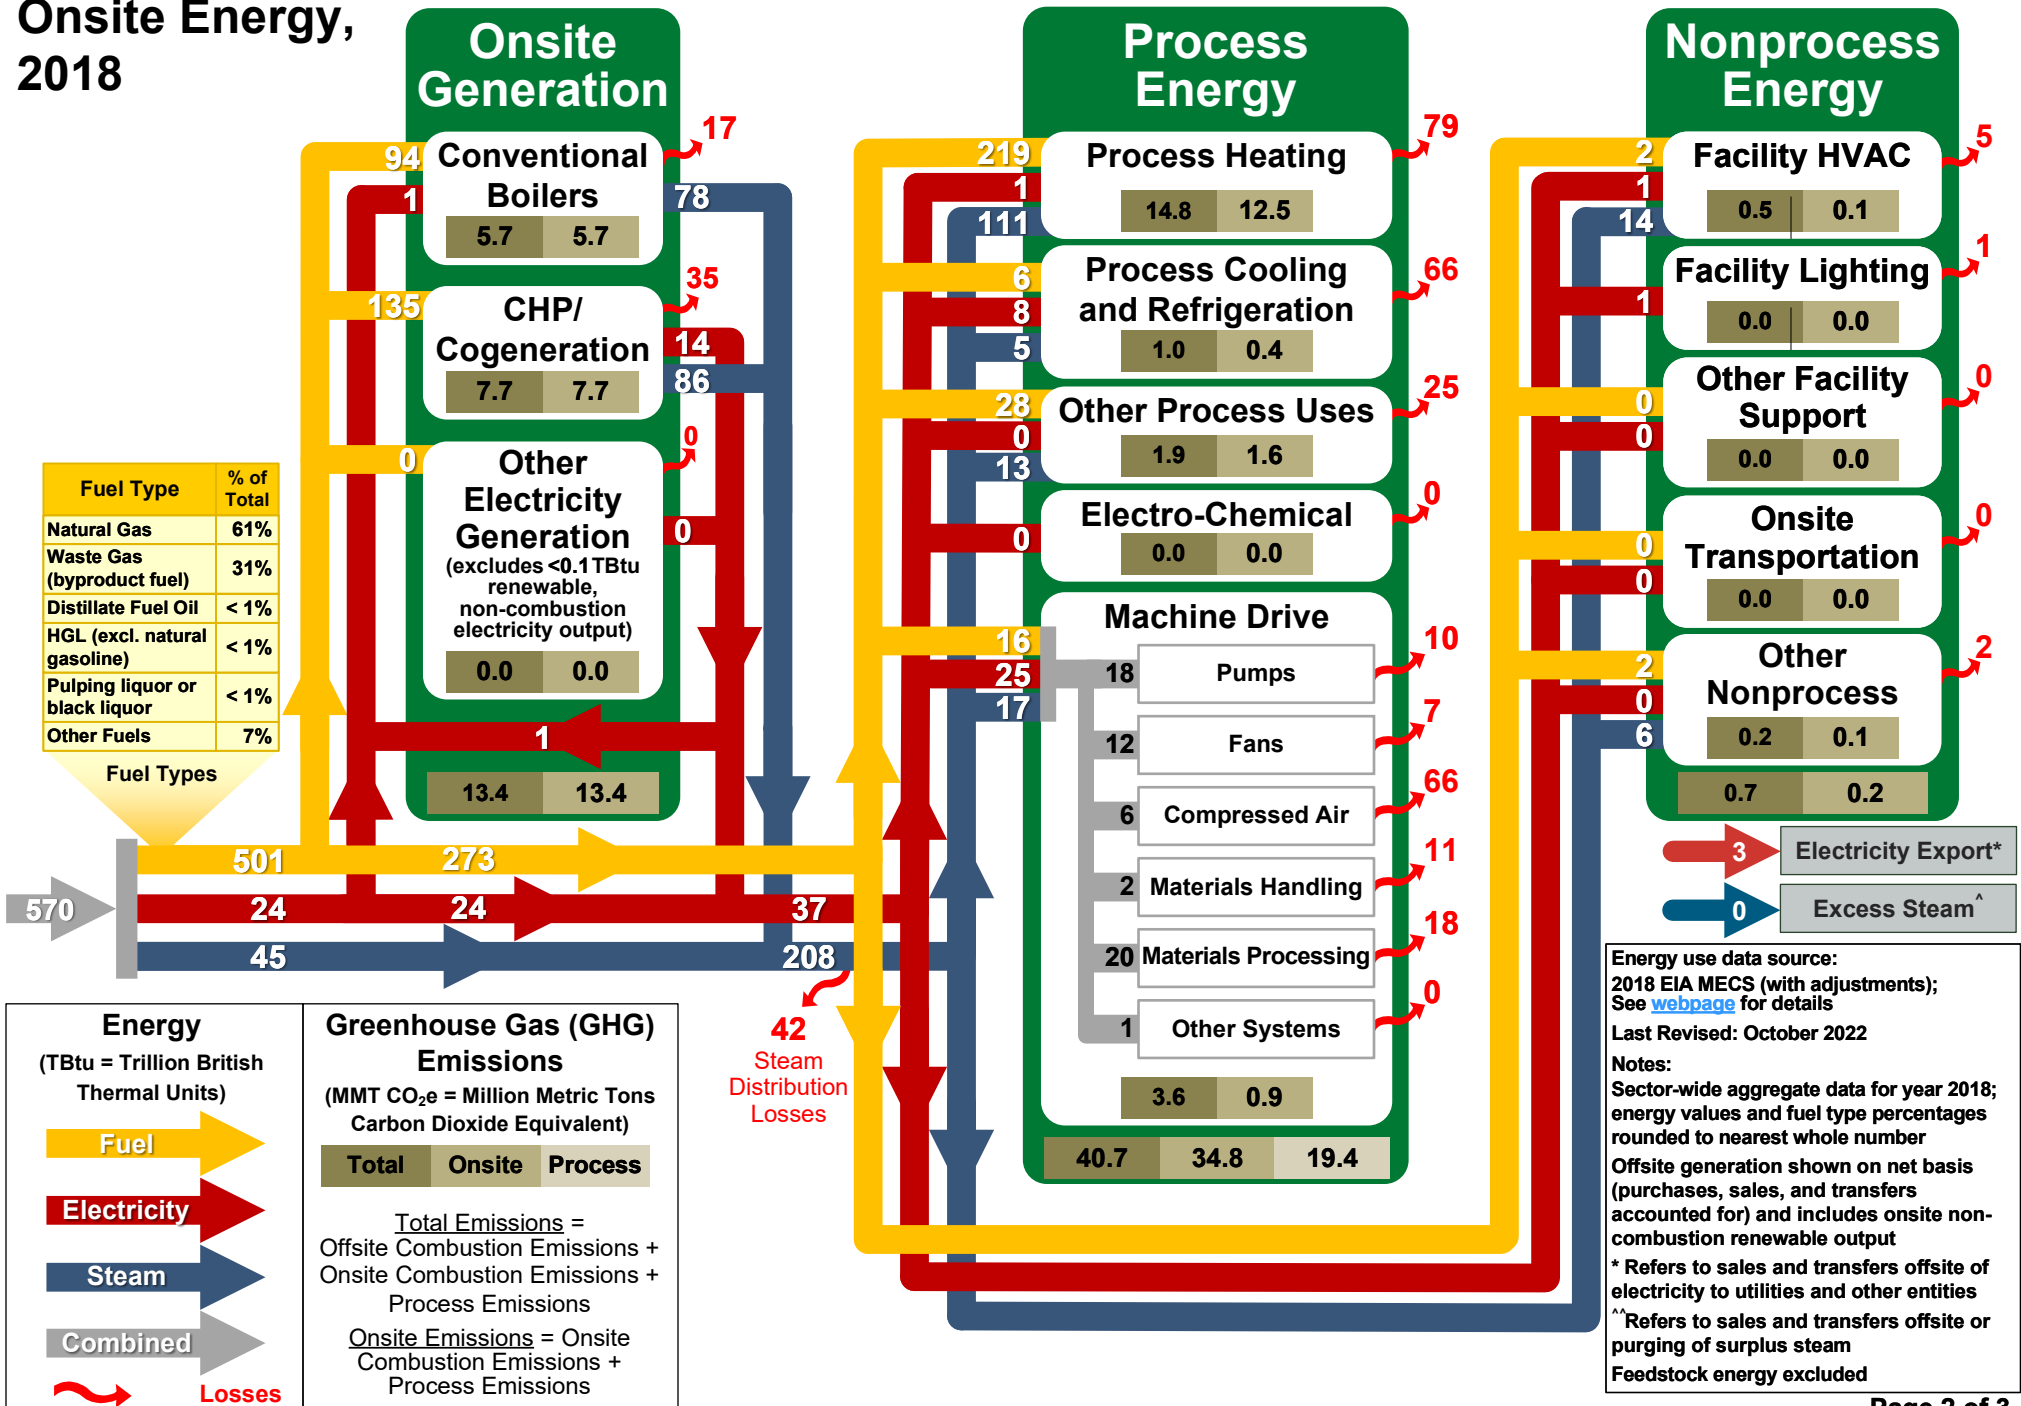 Onsite Energy,
2018
Onsite
Generation
17
94
Conventional
Boilers
1
78
5.7 5.7
35
135
CHP/
Cogeneration
14
86
7.7 7.7
0
0
Other
Electricity
Generation
(excludes <0.1 TBtu
renewable,
non-combustion
electricity output)
0
0.0 0.0
1
13.4 13.4
Fuel Type % of
Total
Natural Gas 61%
Waste Gas
(byproduct fuel) 31%
Distillate Fuel Oil < 1%
HGL (excl. natural
gasoline) < 1%
Pulping liquor or
black liquor < 1%
Other Fuels 7%
Fuel Types
570
501 273
24 24 37
45 208
42
Steam
Distribution
Losses
Process
Energy
79
219
Process Heating
1
111
14.8 12.5
66
6
Process Cooling
and Refrigeration
8
5
1.0 0.4
25
28
Other Process Uses
0
13
1.9 1.6
0
Electro-Chemical
0
0.0 0.0
Machine Drive
16
25
17
18 Pumps 10
12 Fans 7
6 Compressed Air 66
2 Materials Handling 11
20 Materials Processing 18
1 Other Systems 0
3.6 0.9
40.7 34.8 19.4
Nonprocess
Energy
5
2
Facility HVAC
1
14
0.5 0.1
1
Facility Lighting
1
0.0 0.0
0
Other Facility
Support
0
0
0.0 0.0
0
Onsite
Transportation
0
0
0.0 0.0
2
Other
Nonprocess
2
0
6
0.2 0.1
0.7 0.2
3 Electricity Export*
0 Excess Steam^
Energy
(TBtu = Trillion British
Thermal Units)
Fuel
Electricity
Steam
Combined
Losses
Greenhouse Gas (GHG)
Emissions
(MMT CO₂e = Million Metric Tons
Carbon Dioxide Equivalent)
Total Onsite Process
Total Emissions =
Offsite Combustion Emissions +
Onsite Combustion Emissions +
Process Emissions
Onsite Emissions = Onsite
Combustion Emissions +
Process Emissions
Energy use data source:
2018 EIA MECS (with adjustments);
See webpage for details
Last Revised: October 2022
Notes:
Sector-wide aggregate data for year 2018;
energy values and fuel type percentages
rounded to nearest whole number
Offsite generation shown on net basis
(purchases, sales, and transfers
accounted for) and includes onsite non-
combustion renewable output
* Refers to sales and transfers offsite of
electricity to utilities and other entities
^^Refers to sales and transfers offsite or
purging of surplus steam
Feedstock energy excluded
Page 2 of 3